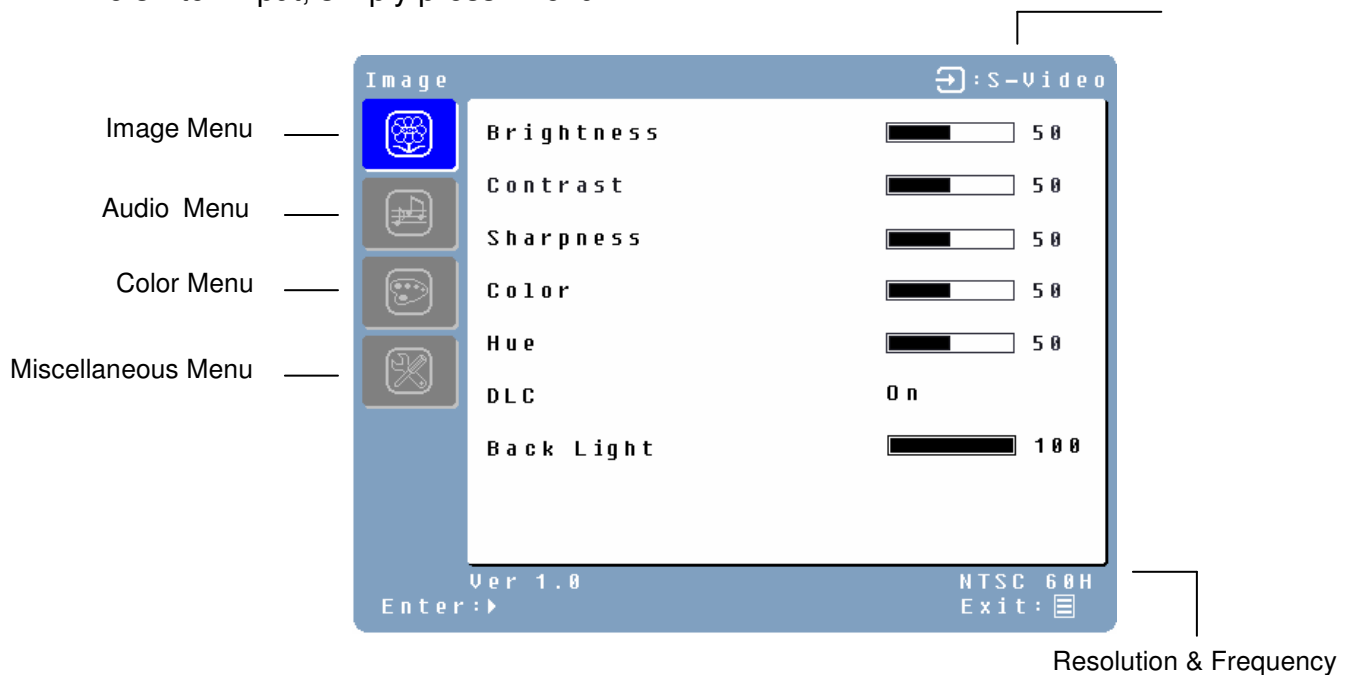 Image :S-Video
Image Menu
Brightness 50
Contrast 50
Audio Menu
Sharpness 50
Color Menu
Color 50
Hue 50
Miscellaneous Menu
DLC On
Back Light 100
Ver 1.0 NTSC 60H
Enter: Exit:
Resolution & Frequency